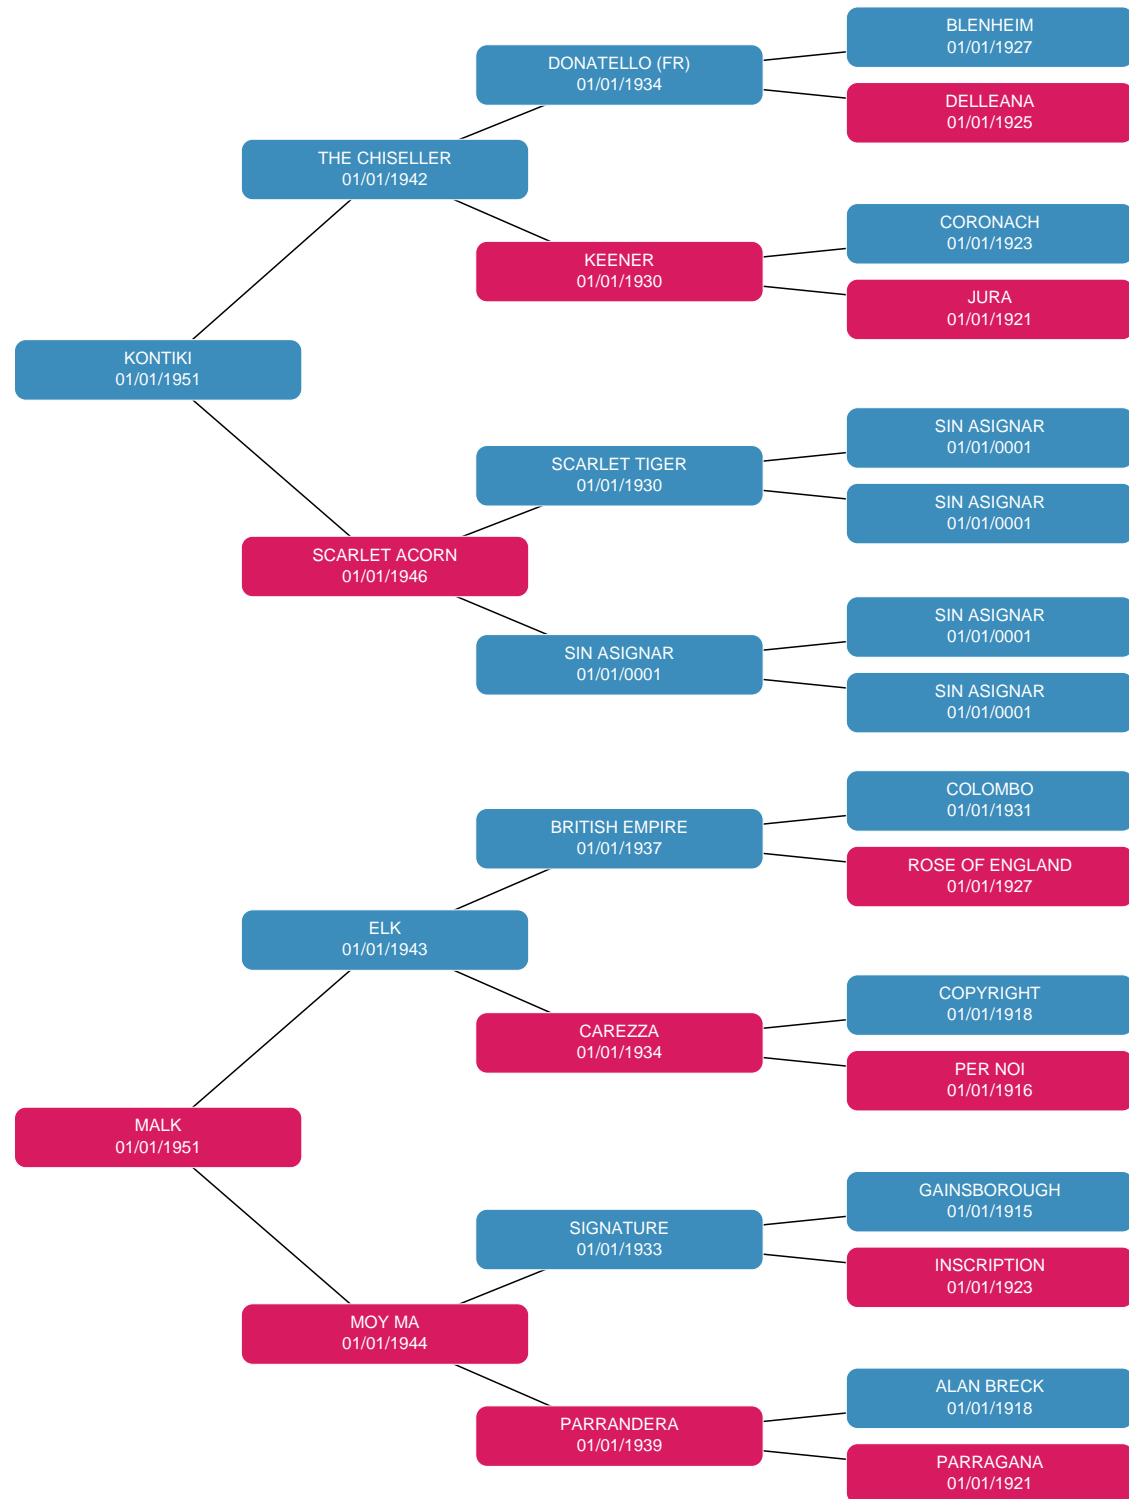 BLENHEIM
01/01/1927
DONATELLO (FR)
01/01/1934
DELLEANA
01/01/1925
THE CHISELLER
01/01/1942
CORONACH
01/01/1923
KEENER
01/01/1930
JURA
01/01/1921
KONTIKI
01/01/1951
SIN ASIGNAR
01/01/0001
SCARLET TIGER
01/01/1930
SIN ASIGNAR
01/01/0001
SCARLET ACORN
01/01/1946
SIN ASIGNAR
01/01/0001
SIN ASIGNAR
01/01/0001
SIN ASIGNAR
01/01/0001
COLOMBO
01/01/1931
BRITISH EMPIRE
01/01/1937
ROSE OF ENGLAND
01/01/1927
ELK
01/01/1943
COPYRIGHT
01/01/1918
CAREZZA
01/01/1934
PER NOI
01/01/1916
MALK
01/01/1951
GAINSBOROUGH
01/01/1915
SIGNATURE
01/01/1933
INSCRIPTION
01/01/1923
MOY MA
01/01/1944
ALAN BRECK
01/01/1918
PARRANDERA
01/01/1939
PARRAGANA
01/01/1921